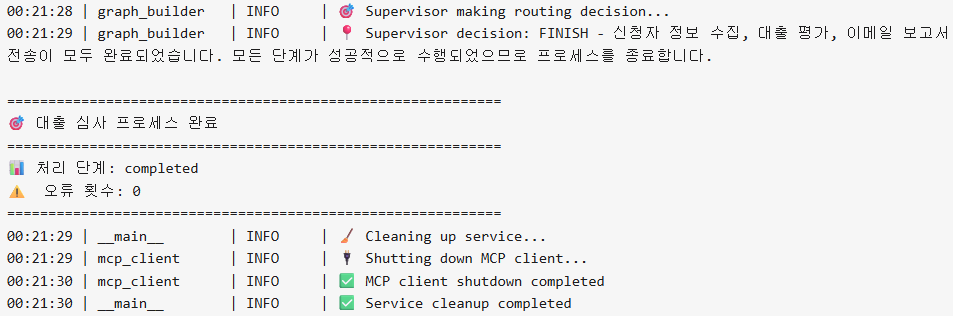 00:21:28 | graph_builder   | INFO     | 🎯 Supervisor making routing decision...
00:21:29 | graph_builder   | INFO     | 📍 Supervisor decision: FINISH - 신청자 정보 수집, 대출 평가, 이메일 보고서
전송이 모두 완료되었습니다. 모든 단계가 성공적으로 수행되었으므로 프로세스를 종료합니다.
============================================================
🎯 대출 심사 프로세스 완료
============================================================
📊 처리 단계: completed
⚠️  오류 횟수: 0
============================================================
00:21:29 | __main__        | INFO     | 🧹 Cleaning up service...
00:21:29 | mcp_client      | INFO     | 🔌 Shutting down MCP client...
00:21:30 | mcp_client      | INFO     | ✅ MCP client shutdown completed
00:21:30 | __main__        | INFO     | ✅ Service cleanup completed